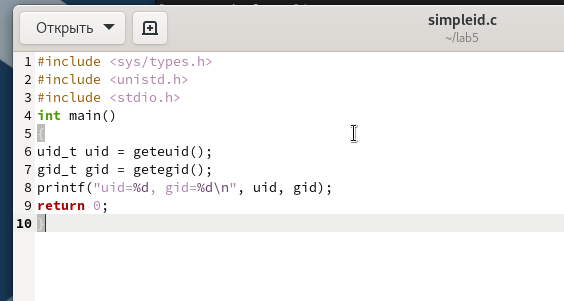 Открыть
simpleid.c
~/lab5
1 #include <sys/types.h>
2 #include <unistd.h>
3 #include <stdio.h>
4 int main()
5 {
6 uid_t uid = geteuid();
7 gid_t gid = getegid();
8 printf("uid=%d, gid=%d\n", uid, gid);
9 return 0;
10 }